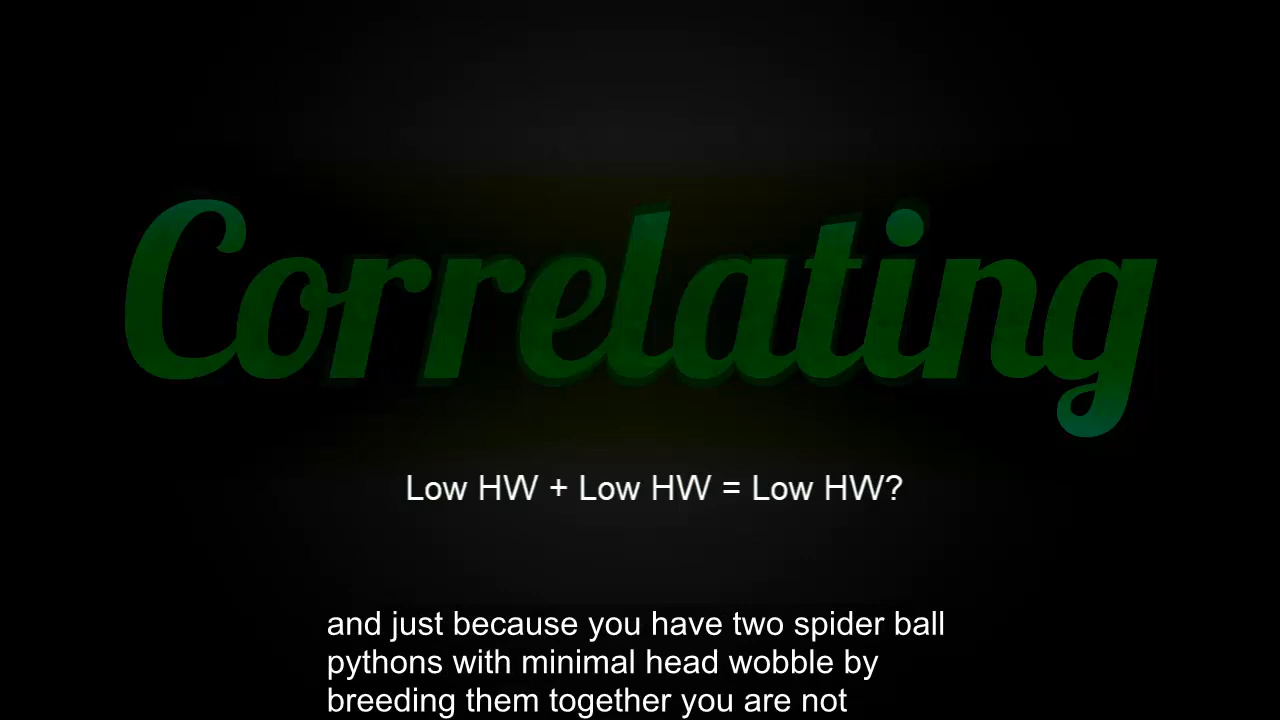 Correlating
Low HW + Low HW = Low HW?
and just because you have two spider ball
pythons with minimal head wobble by
breeding them together you are not